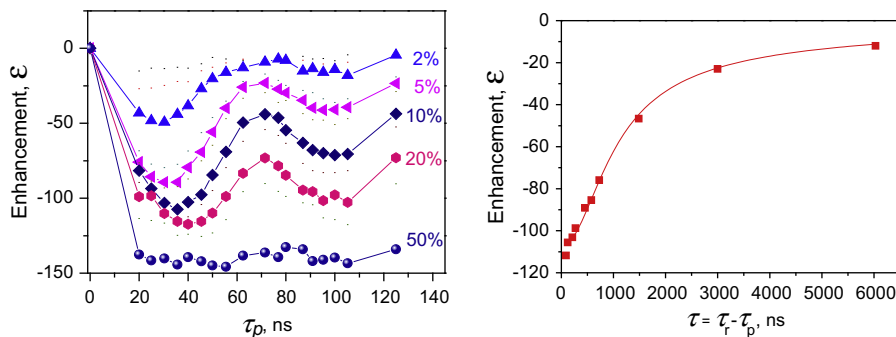 Enhancement, ε
0
-50
-100
-150
0 20 40 60 80 100 120 140
τp, ns
2%
5%
10%
20%
50%
Enhancement, ε
0
-20
-40
-60
-80
-100
-120
0 1000 2000 3000 4000 5000 6000
τ = τr-τp, ns